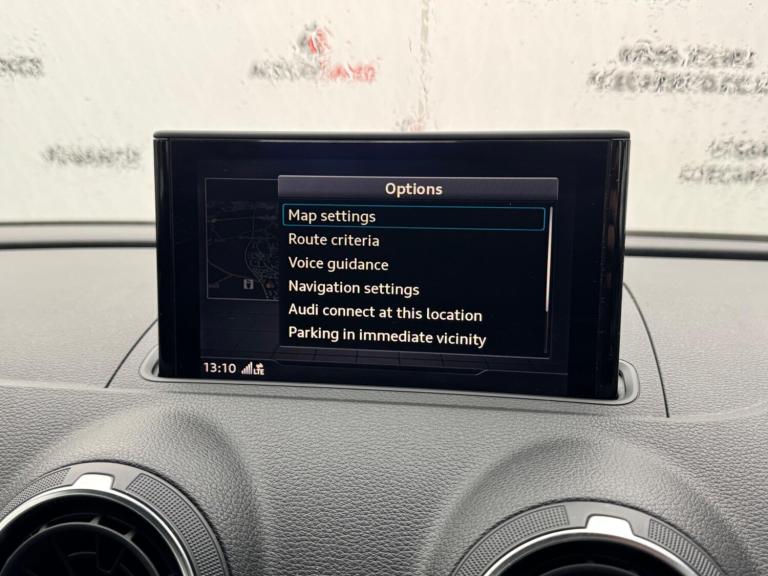 Options
Map settings
Route criteria
Voice guidance
Navigation settings
Audi connect at this location
Parking in immediate vicinity
13:10 LTE